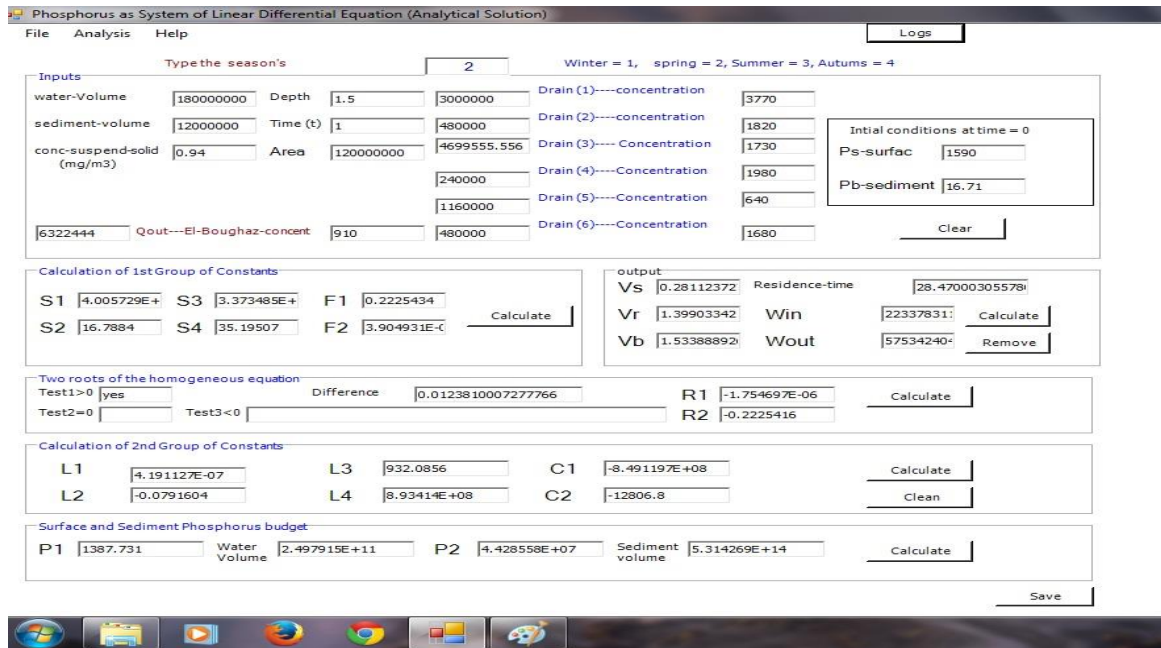 Phosphorus as System of Linear Differential Equation (Analytical Solution)
File Analysis Help Logs
Type the season's 2 Winter = 1, spring = 2, Summer = 3, Autums = 4
Inputs
water-Volume 180000000 Depth 1.5 3000000 Drain (1)----concentration 3770
sediment-volume 12000000 Time (t) 1 480000 Drain (2)----concentration 1820
conc-suspend-solid (mg/m3) 0.94 Area 120000000 4699555.556 Drain (3)---- Concentration 1730
240000 Drain (4)----Concentration 1980
1160000 Drain (5)----Concentration 640
6322444 Qout---El-Boughaz-concent 910 480000 Drain (6)----Concentration 1680
Intial conditions at time = 0
Ps-surfac 1590
Pb-sediment 16.71
Clear
Calculation of 1st Group of Constants
S1 4.005729E+ S3 3.373485E+ F1 0.2225434
S2 16.7884 S4 35.19507 F2 3.904931E-0 Calculate
output
Vs 0.28112372 Residence-time 28.4700030557
Vr 1.39903342 Win 22337831 Calculate
Vb 1.5338892 Wout 57534240 Remove
Two roots of the homogeneous equation
Test1>0 yes Difference 0.0123810007277766 R1 -1.754697E-06 Calculate
Test2=0 Test3<0 R2 -0.2225416
Calculation of 2nd Group of Constants
L1 4.191127E-07 L3 932.0856 C1 -8.491197E+08 Calculate
L2 -0.0791604 L4 8.93414E+08 C2 -12806.8 Clean
Surface and Sediment Phosphorus budget
P1 1387.731 Water Volume 2.497915E+11 P2 4.428558E+07 Sediment volume 5.314269E+14 Calculate
Save